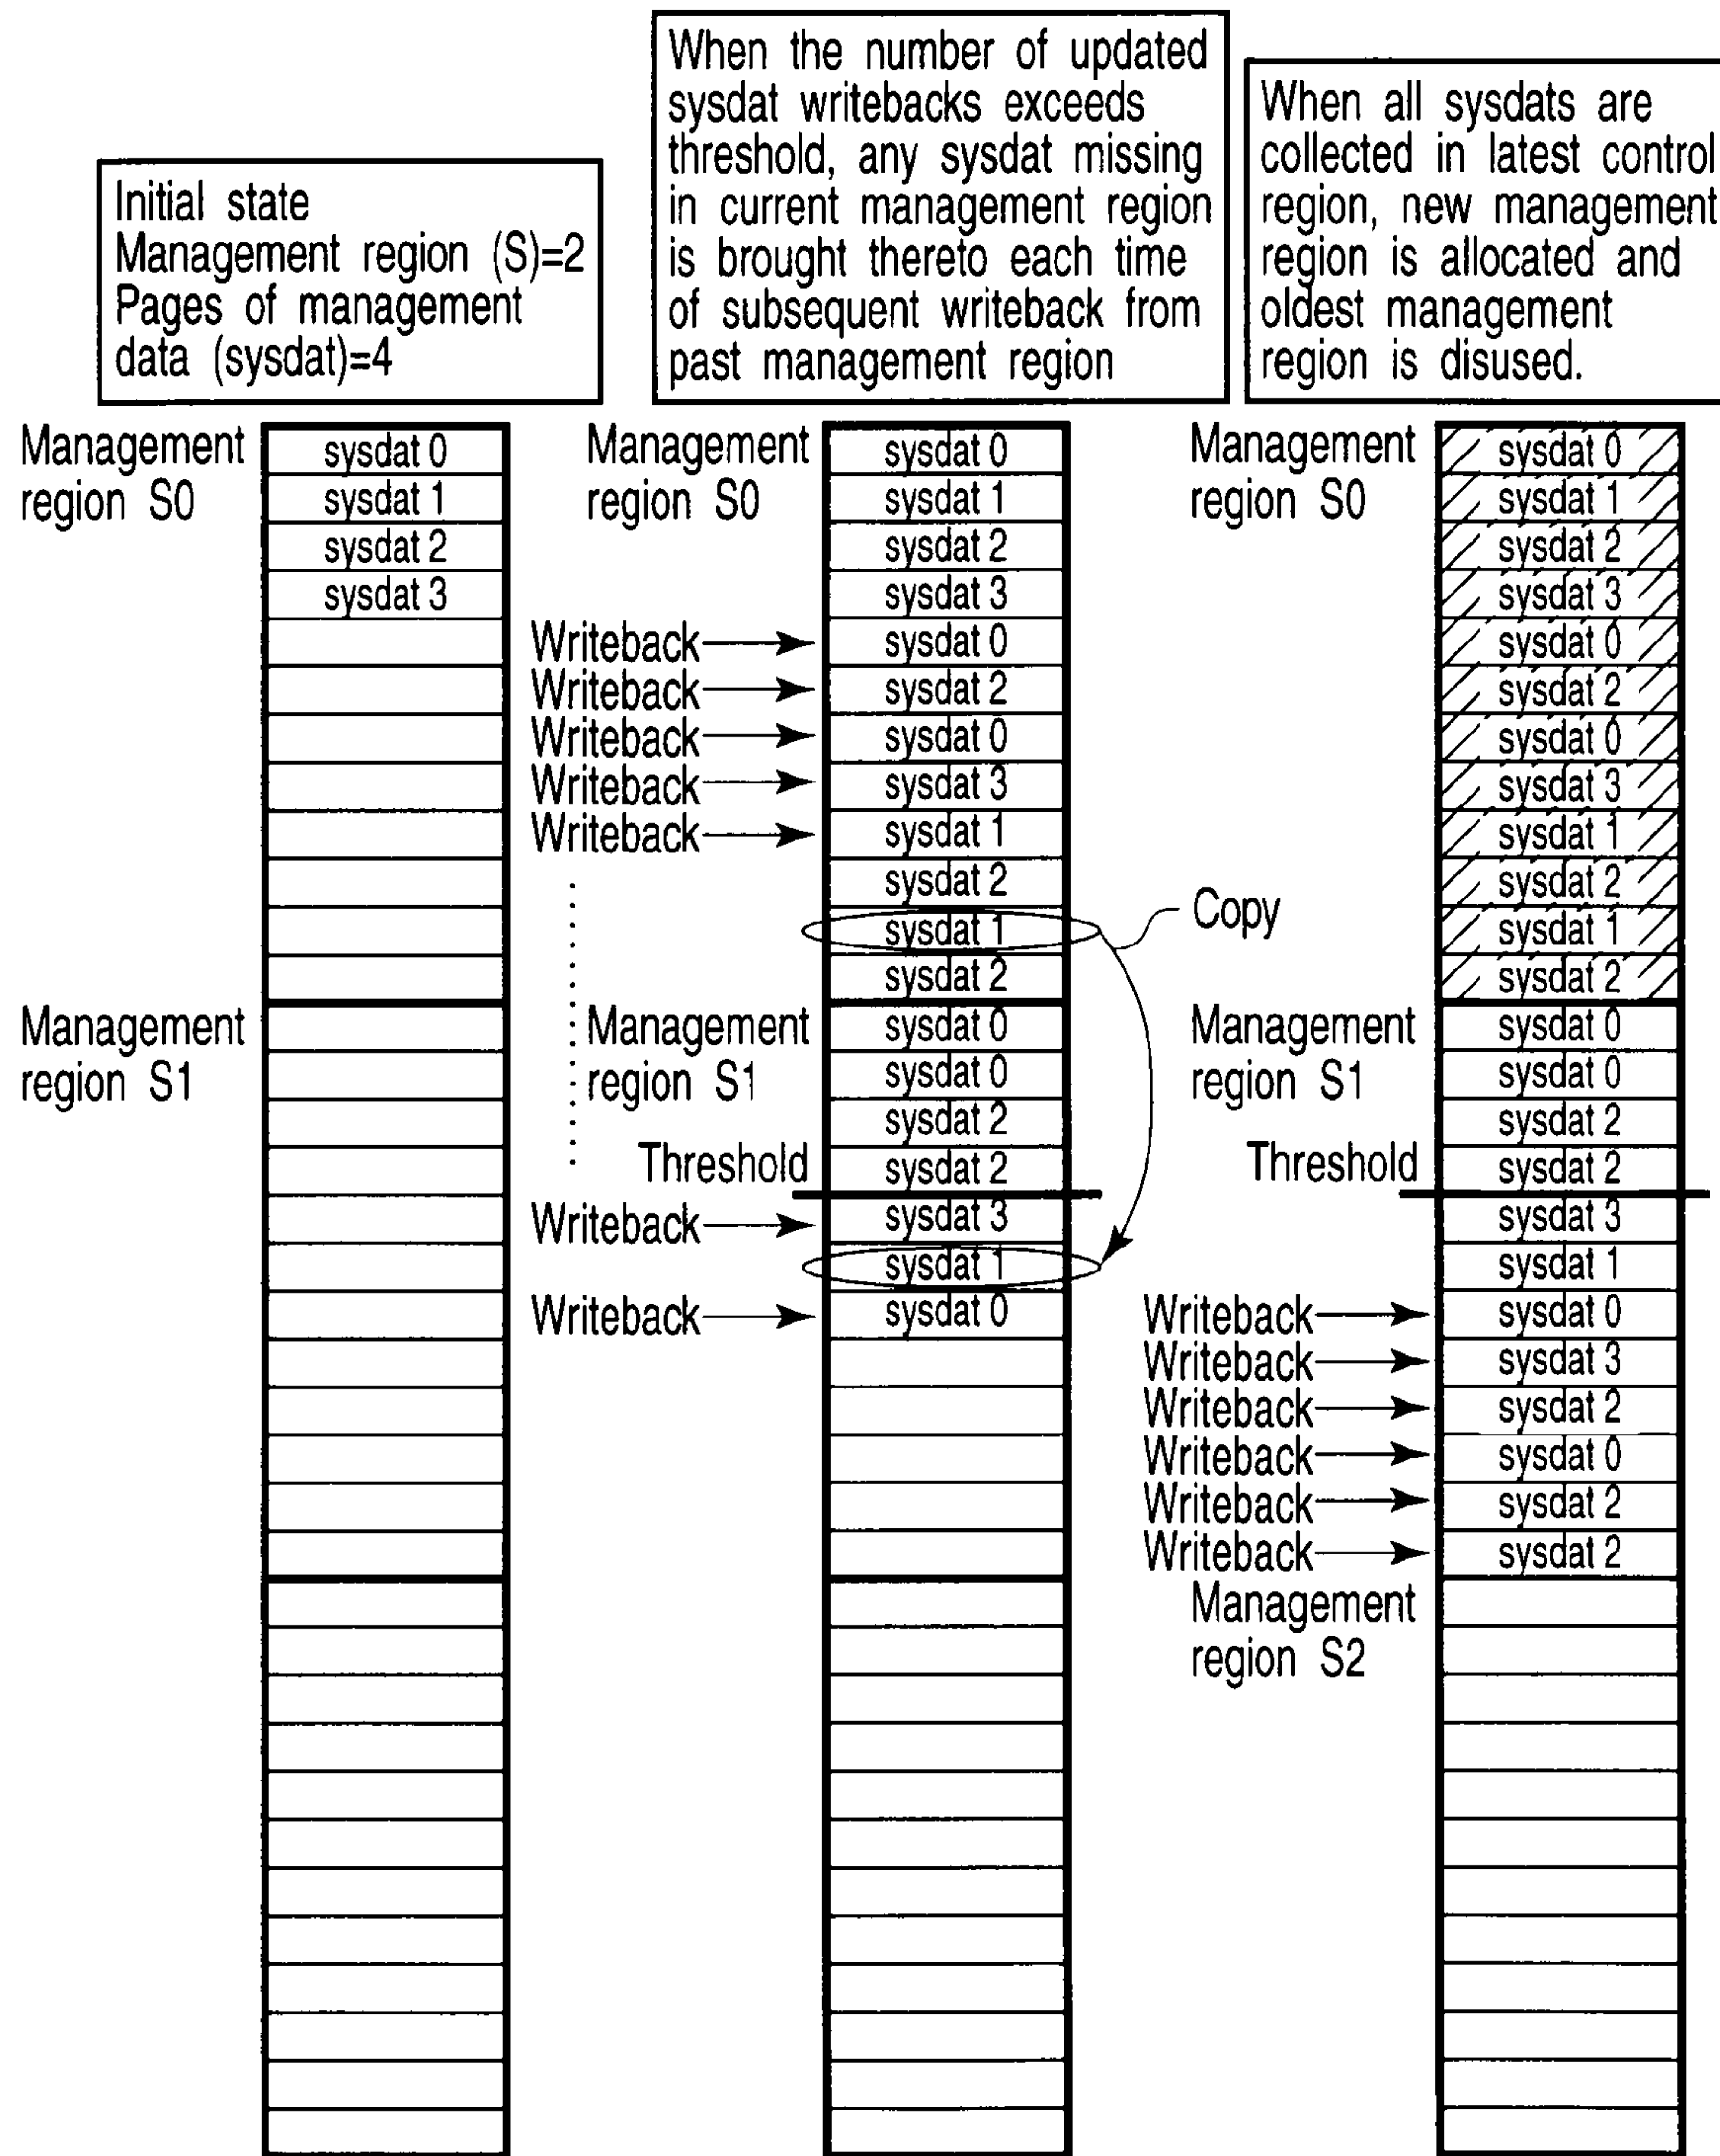 Initial state
Management region (S)=2
Pages of management
data (sysdat)=4
When the number of updated
sysdat writebacks exceeds
threshold, any sysdat missing
in current management region
is brought thereto each time
of subsequent writeback from
past management region
When all sysdats are
collected in latest control
region, new management
region is allocated and
oldest management
region is disused.
Management
region S0
sysdat 0
sysdat 1
sysdat 2
sysdat 3
Management
region S1
Management
region S0
sysdat 0
sysdat 1
sysdat 2
sysdat 3
Writeback
sysdat 0
Writeback
sysdat 2
Writeback
sysdat 0
Writeback
sysdat 3
Writeback
sysdat 1
sysdat 2
sysdat 1
sysdat 2
Copy
Management
region S1
sysdat 0
sysdat 0
sysdat 2
sysdat 2
Threshold
Writeback
sysdat 3
sysdat 1
Writeback
sysdat 0
Management
region S0
sysdat 0
sysdat 1
sysdat 2
sysdat 3
sysdat 0
sysdat 2
sysdat 0
sysdat 3
sysdat 1
sysdat 2
sysdat 1
sysdat 2
Management
region S1
sysdat 0
sysdat 0
sysdat 2
sysdat 2
Threshold
sysdat 3
sysdat 1
Writeback
sysdat 0
Writeback
sysdat 3
Writeback
sysdat 2
Writeback
sysdat 0
Writeback
sysdat 2
Writeback
sysdat 2
Management
region S2